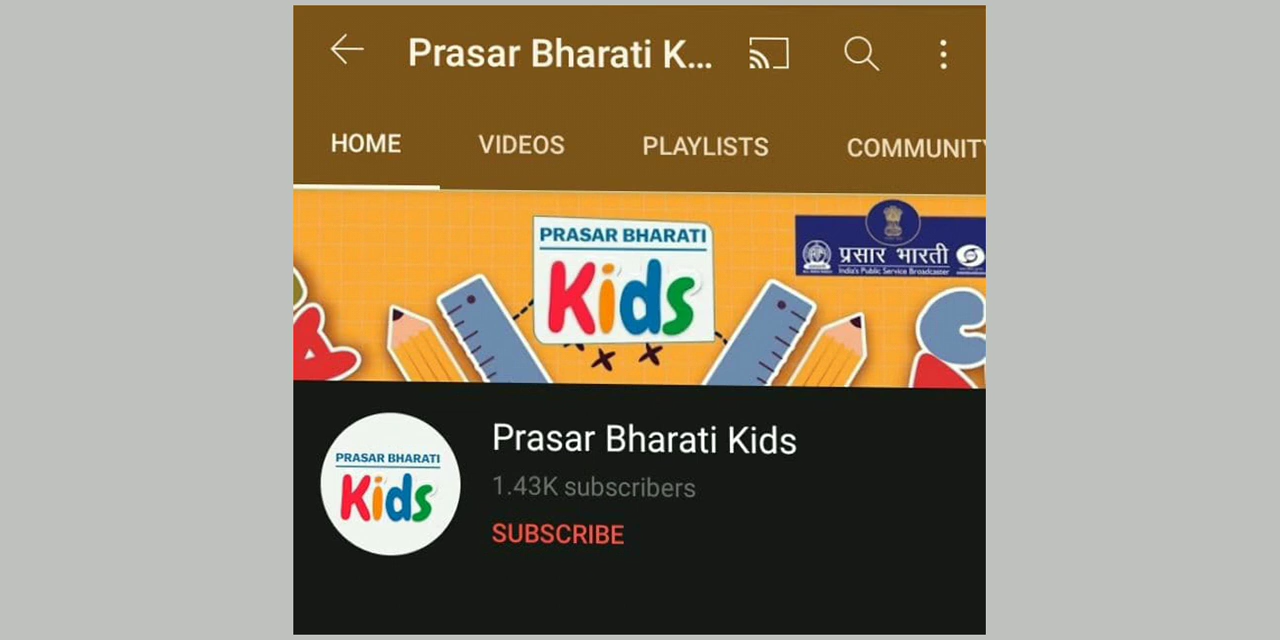 Prasar Bharati K...
HOME VIDEOS PLAYLISTS COMMUNITY
PRASAR BHARATI
Kids
प्रसार भारती
India's Public Service Broadcaster
PRASAR BHARATI
Kids
Prasar Bharati Kids
1.43K subscribers
SUBSCRIBE